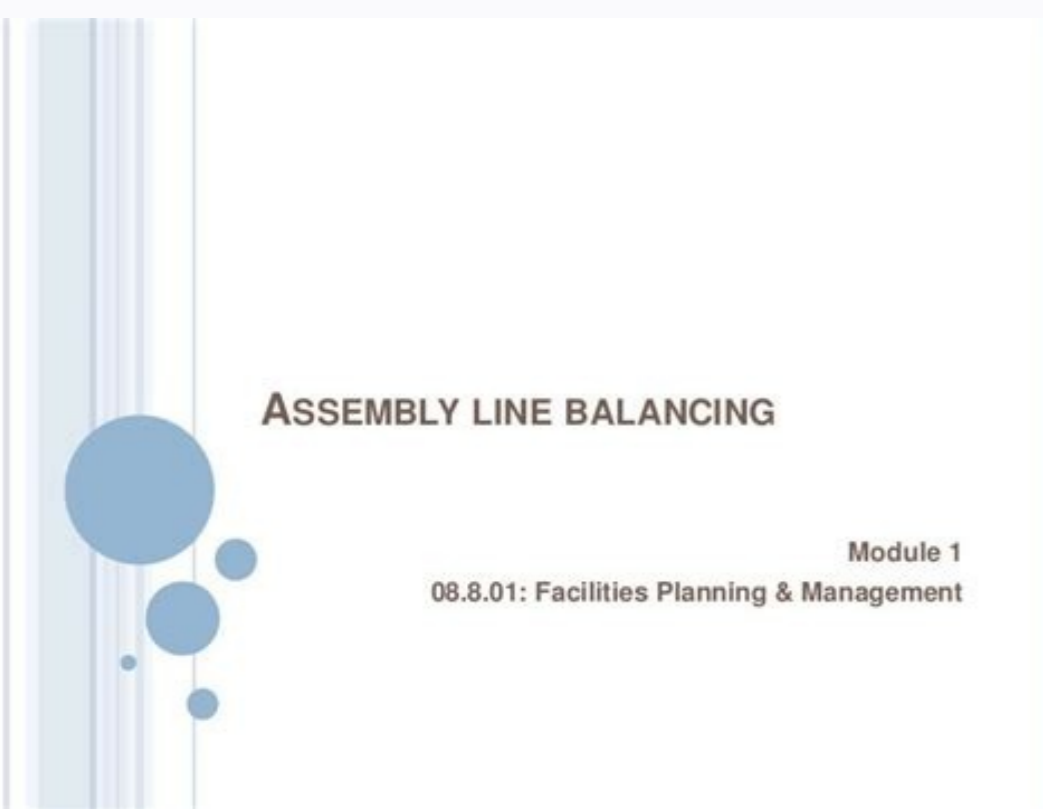 ASSEMBLY LINE BALANCING
Module 1
08.8.01: Facilities Planning & Management